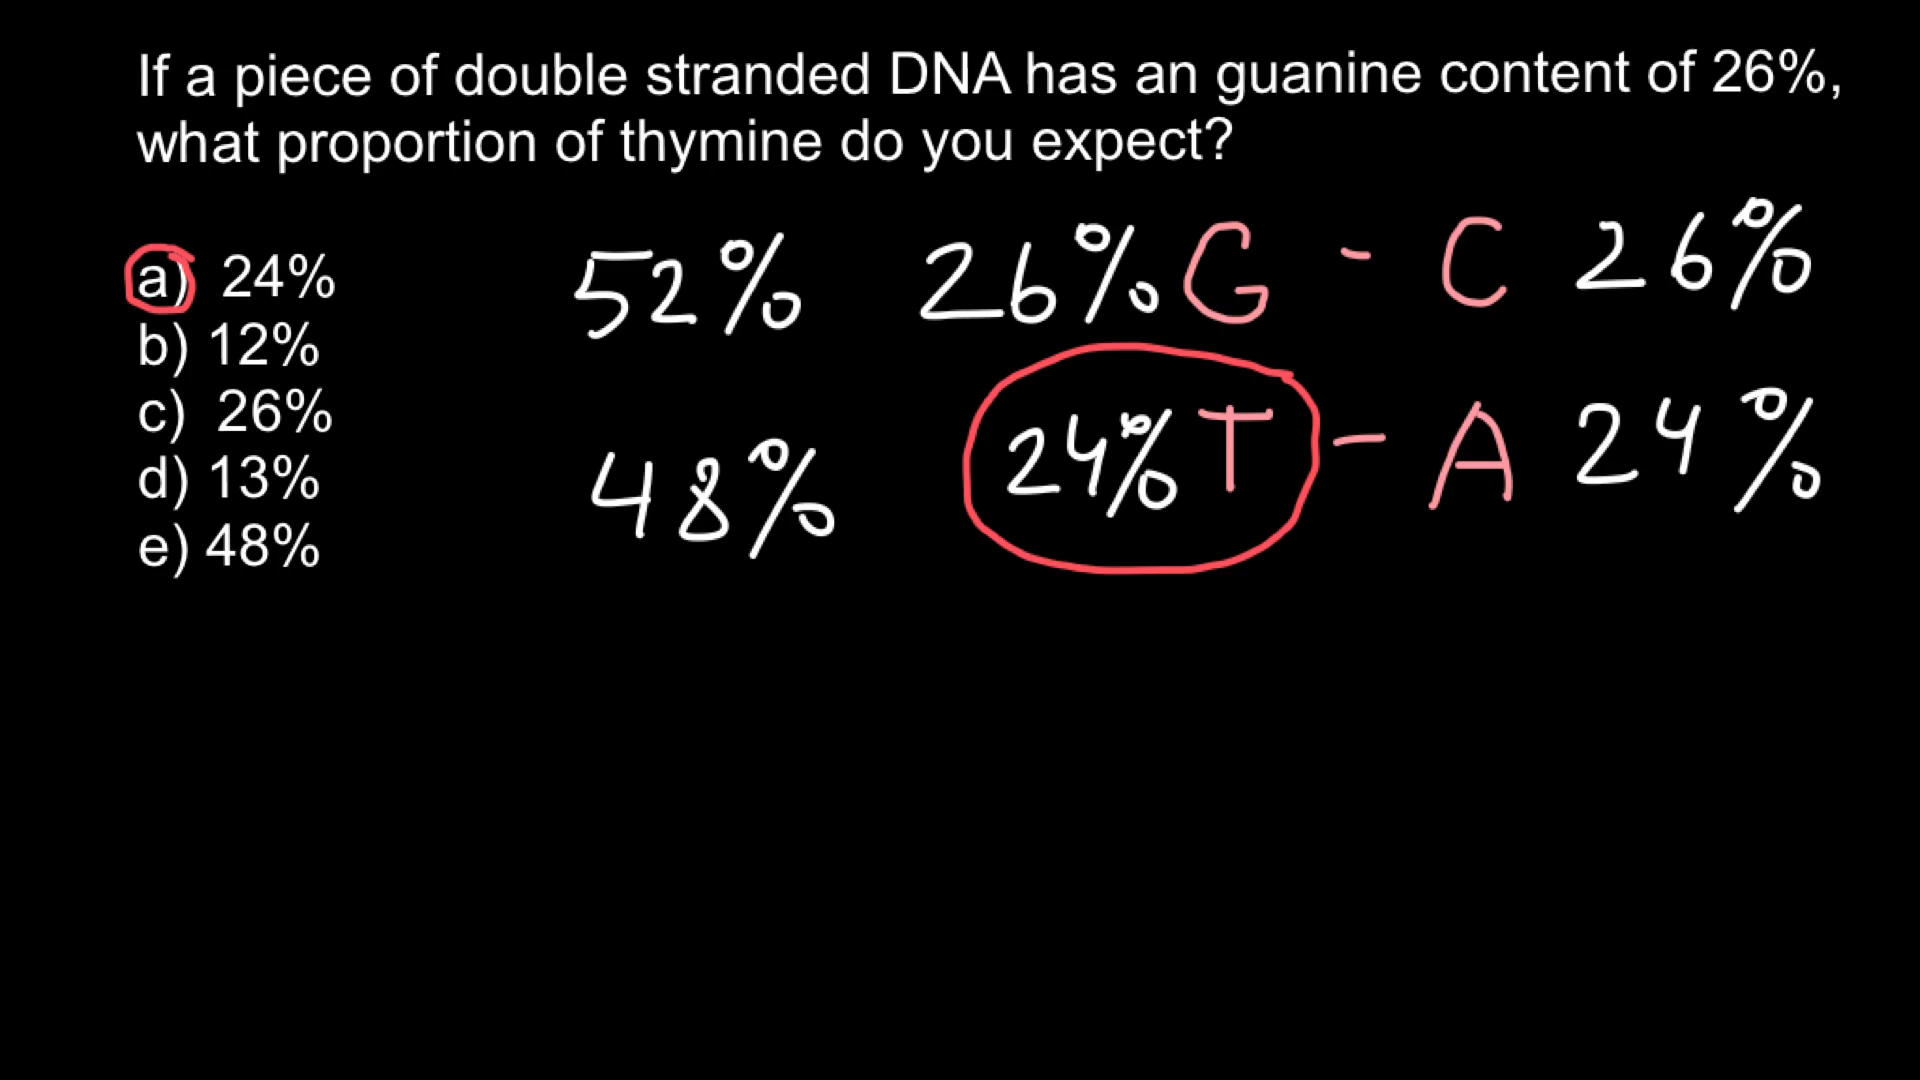 If a piece of double stranded DNA has an guanine content of 26%,
what proportion of thymine do you expect?
a) 24%
b) 12%
c) 26%
d) 13%
e) 48%
52% 26% G - C 26%
48% 24% T - A 24%